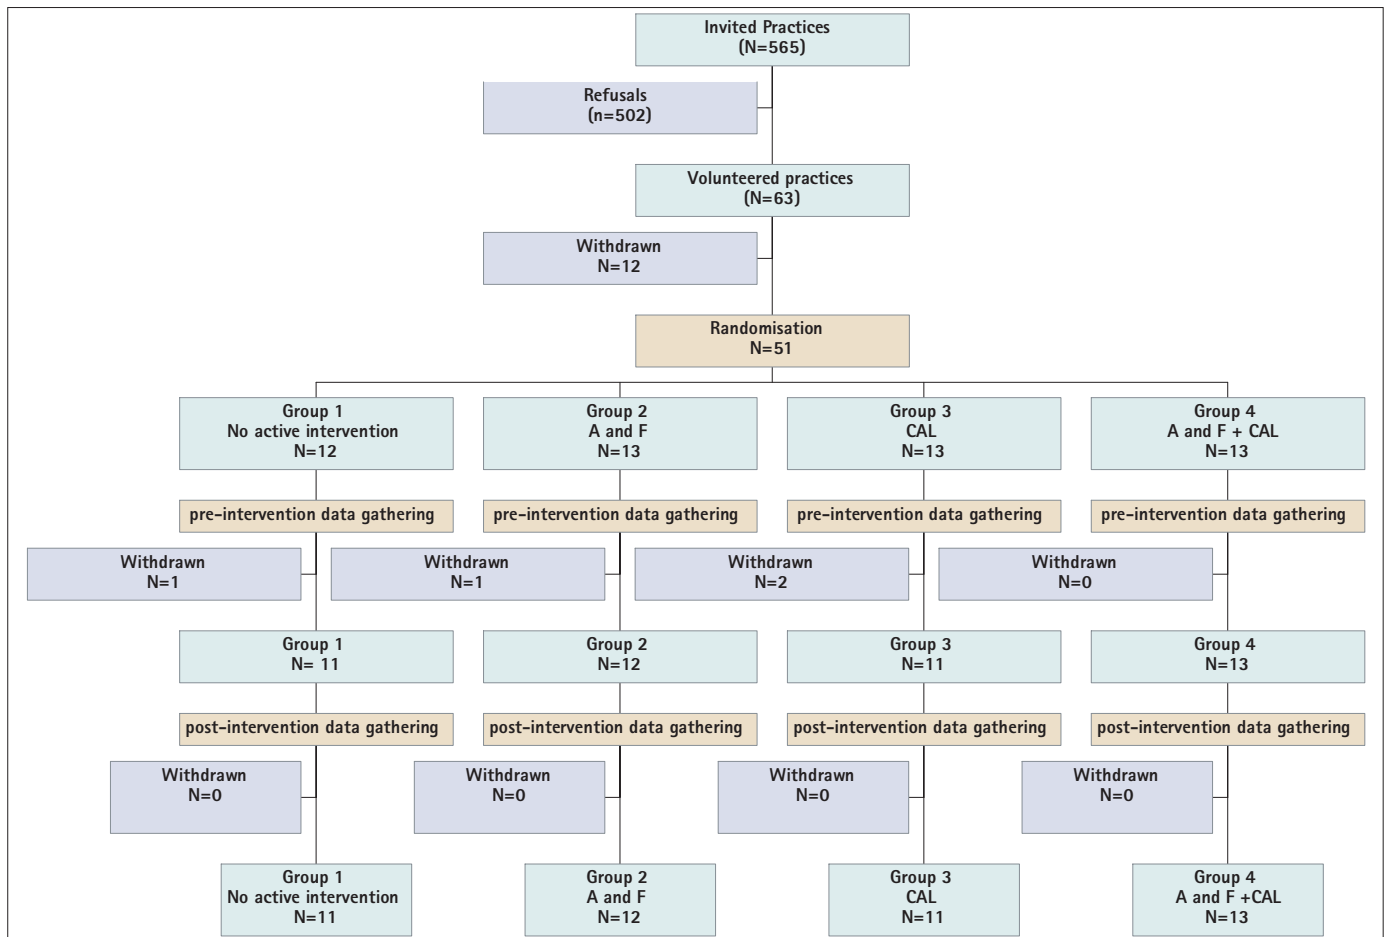 Invited Practices
(N=565)
Refusals
(n=502)
Volunteered practices
(N=63)
Withdrawn
N=12
Randomisation
N=51
Group 1
No active intervention
N=12
Group 2
A and F
N=13
Group 3
CAL
N=13
Group 4
A and F + CAL
N=13
pre-intervention data gathering
pre-intervention data gathering
pre-intervention data gathering
pre-intervention data gathering
Withdrawn
N=1
Withdrawn
N=1
Withdrawn
N=2
Withdrawn
N=0
Group 1
N= 11
Group 2
N=12
Group 3
N=11
Group 4
N=13
post-intervention data gathering
post-intervention data gathering
post-intervention data gathering
post-intervention data gathering
Withdrawn
N=0
Withdrawn
N=0
Withdrawn
N=0
Withdrawn
N=0
Group 1
No active intervention
N=11
Group 2
A and F
N=12
Group 3
CAL
N=11
Group 4
A and F +CAL
N=13